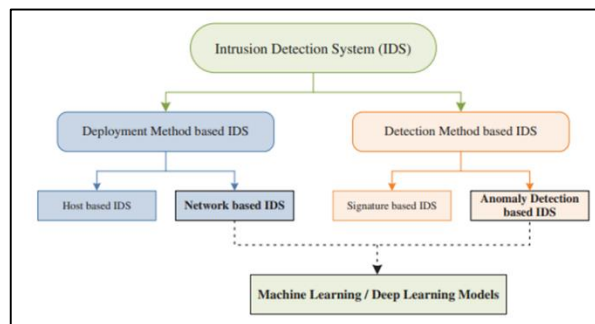 Intrusion Detection System (IDS)
Deployment Method based IDS
Detection Method based IDS
Host based IDS
Network based IDS
Signature based IDS
Anomaly Detection
based IDS
Machine Learning / Deep Learning Models